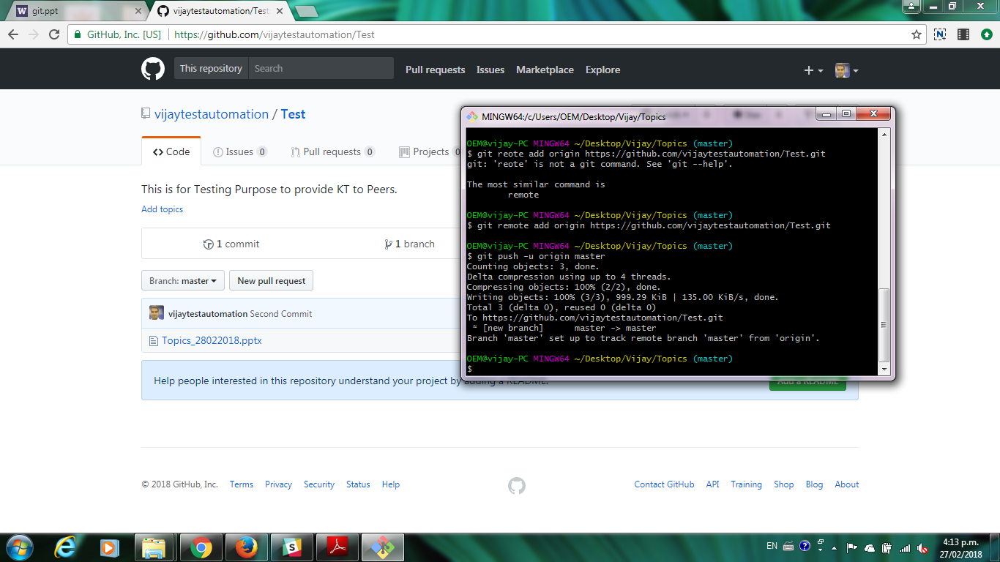 git.ppt
vijaytestautomation/Test
GitHub, Inc. [US] https://github.com/vijaytestautomation/Test
This repository Search Pull requests Issues Marketplace Explore
vijaytestautomation / Test
Code Issues 0 Pull requests 0 Projects 0
This is for Testing Purpose to provide KT to Peers.
Add topics
1 commit 1 branch
Branch: master New pull request
vijaytestautomation Second Commit
Topics_28022018.pptx
Help people interested in this repository understand your project by adding a README.
Add a README
MINGW64:/c/Users/OEM/Desktop/Vijay/Topics
OEM@vijay-PC MINGW64 ~/Desktop/Vijay/Topics (master)
$ git reote add origin https://github.com/vijaytestautomation/Test.git
git: 'reote' is not a git command. See 'git --help'.
The most similar command is
remote
OEM@vijay-PC MINGW64 ~/Desktop/Vijay/Topics (master)
$ git remote add origin https://github.com/vijaytestautomation/Test.git
OEM@vijay-PC MINGW64 ~/Desktop/Vijay/Topics (master)
$ git push -u origin master
Counting objects: 3, done.
Delta compression using up to 4 threads.
Compressing objects: 100% (2/2), done.
Writing objects: 100% (3/3), 999.29 KiB | 135.00 KiB/s, done.
Total 3 (delta 0), reused 0 (delta 0)
To https://github.com/vijaytestautomation/Test.git
* [new branch] master -> master
Branch 'master' set up to track remote branch 'master' from 'origin'.
OEM@vijay-PC MINGW64 ~/Desktop/Vijay/Topics (master)
$
© 2018 GitHub, Inc. Terms Privacy Security Status Help Contact GitHub API Training Shop Blog About
EN
4:13 p.m.
27/02/2018